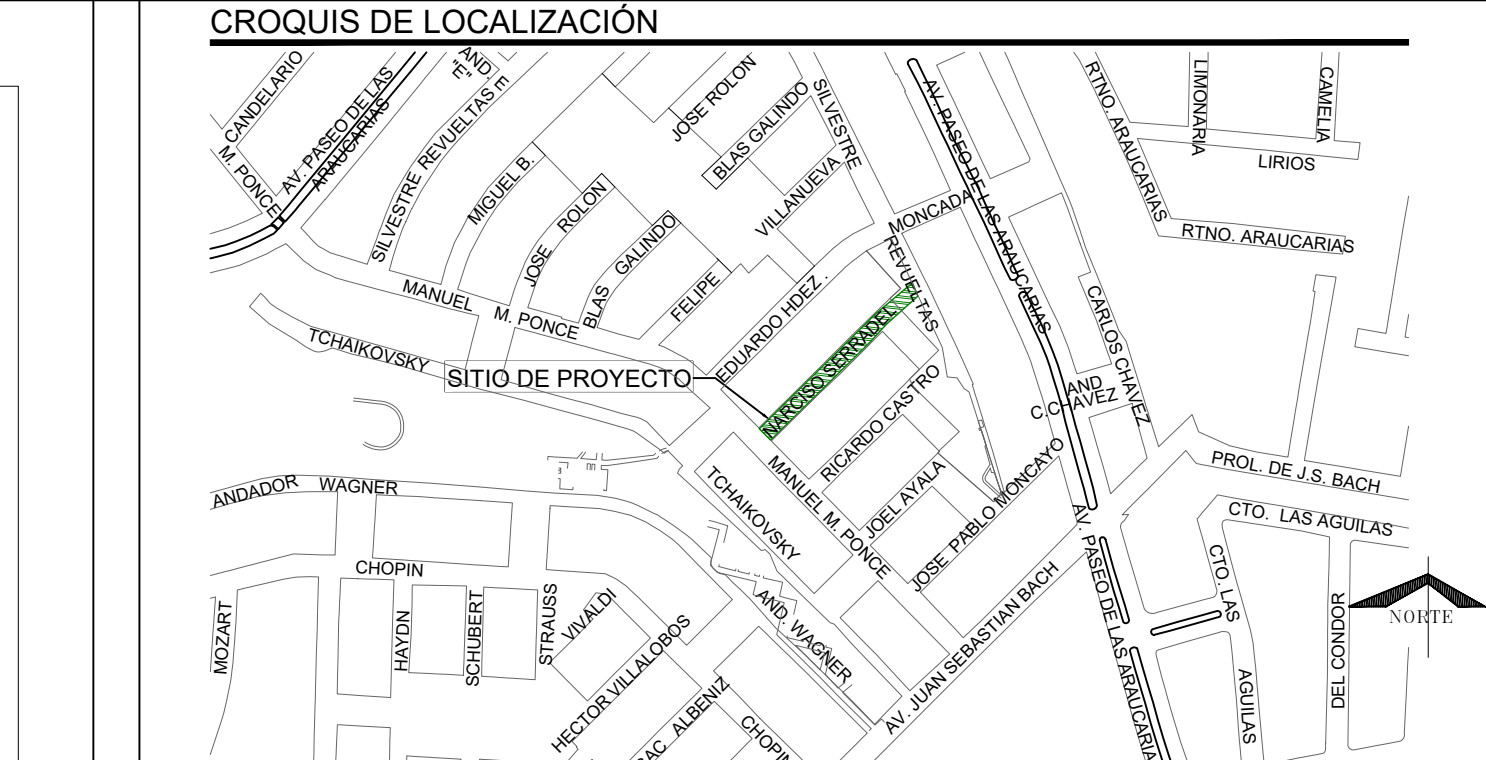 CROQUIS DE LOCALIZACIÓN
CANDELARIO
M. PONCE
AV. PASEO DE LAS
ARAUCARIAS
AND
"E"
SILVESTRE REVUELTAS E
MIGUEL B.
JOSE ROLON
BLAS GALINDO
VILLANUEVA
SILVESTRE
MONCADA
REVUELTAS
AV. PASEO DE LAS ARAUCARIAS
RTNO. ARAUCARIAS
LIMONARIA
CAMELIA
LIRIOS
RTNO. ARAUCARIAS
JOSE ROLON
BLAS GALINDO
FELIPE
EDUARDO HDEZ.
MANUEL
M. PONCE
TCHAIKOVSKY
SITIO DE PROYECTO
NARCISO SERRADELL
RICARDO CASTRO
CARLOS CHAVEZ
AND
C.CHAVEZ
JOEL AYALA
JOSE PABLO MONCAYO
MANUEL M. PONCE
TCHAIKOVSKY
PROL. DE J.S. BACH
CTO. LAS AGUILAS
ANDADOR WAGNER
CHOPIN
MOZART
HAYDN
SCHUBERT
STRAUSS
VIVALDI
HECTOR VILLALOBOS
AND. WAGNER
AV. JUAN SEBASTIAN BACH
AV. PASEO DE LAS ARAUCARIA
CTO. LAS
AGUILAS
DEL CONDOR
NORTE
SAC ALBENIZ
CHOPIN